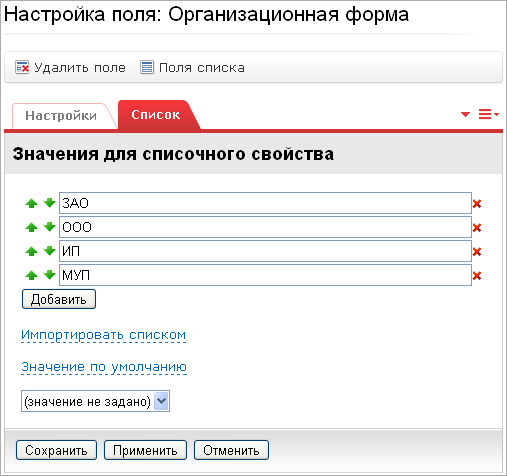 Настройка поля: Организационная форма
Удалить поле Поля списка
Настройки Список
Значения для списочного свойства
ЗАО
ООО
ИП
МУП
Добавить
Импортировать списком
Значение по умолчанию
(значение не задано)
Сохранить Применить Отменить